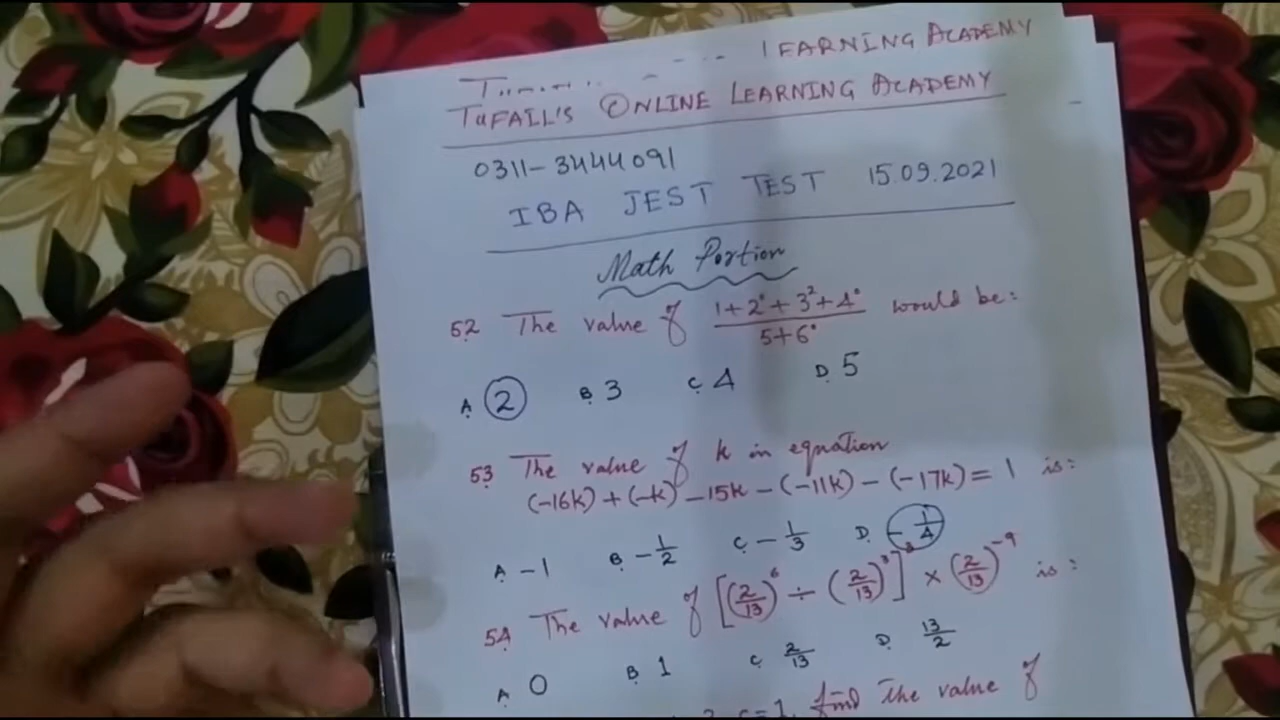 LEARNING ACADEMY
TUFAIL'S ONLINE LEARNING ACADEMY
0311-3444091
IBA JEST TEST 15.09.2021
Math Portion
52 The value of (1+2°+3²+4°)/(5+6°) would be:
A. 2 B. 3 C. 4 D. 5
53 The value of k in equation
(-16k)+(-k)-15k-(-11k)-(-17k)=1 is:
A -1 B -1/2 C -1/3 D. -1/4
54 The value of [(2/13)⁶ ÷ (2/13)³]³ × (2/13)⁻⁹ is:
A 0 B 1 C. 2/13 D. 13/2
c=1, find the value of